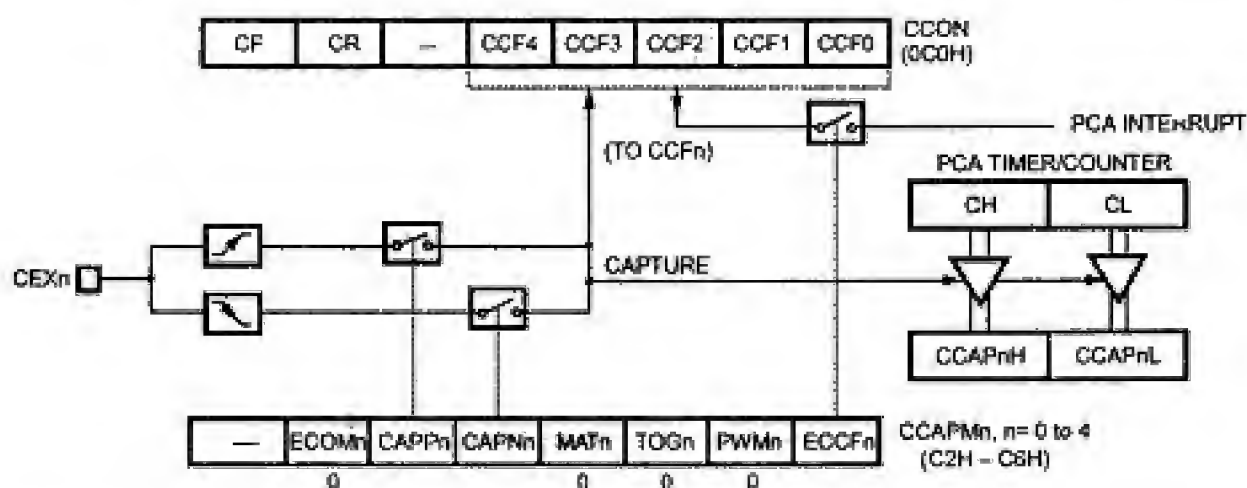 CF CR – CCF4 CCF3 CCF2 CCF1 CCF0
CCON
(0C0H)
(TO CCFn)
PCA INTERRUPT
PCA TIMER/COUNTER
CH CL
CEXn
CAPTURE
CCAPnH CCAPnL
— ECOMn CAPPn CAPNn MATn TOGn PWMn ECCFn
CCAPMn, n= 0 to 4
(C2H – C6H)
0 0 0 0